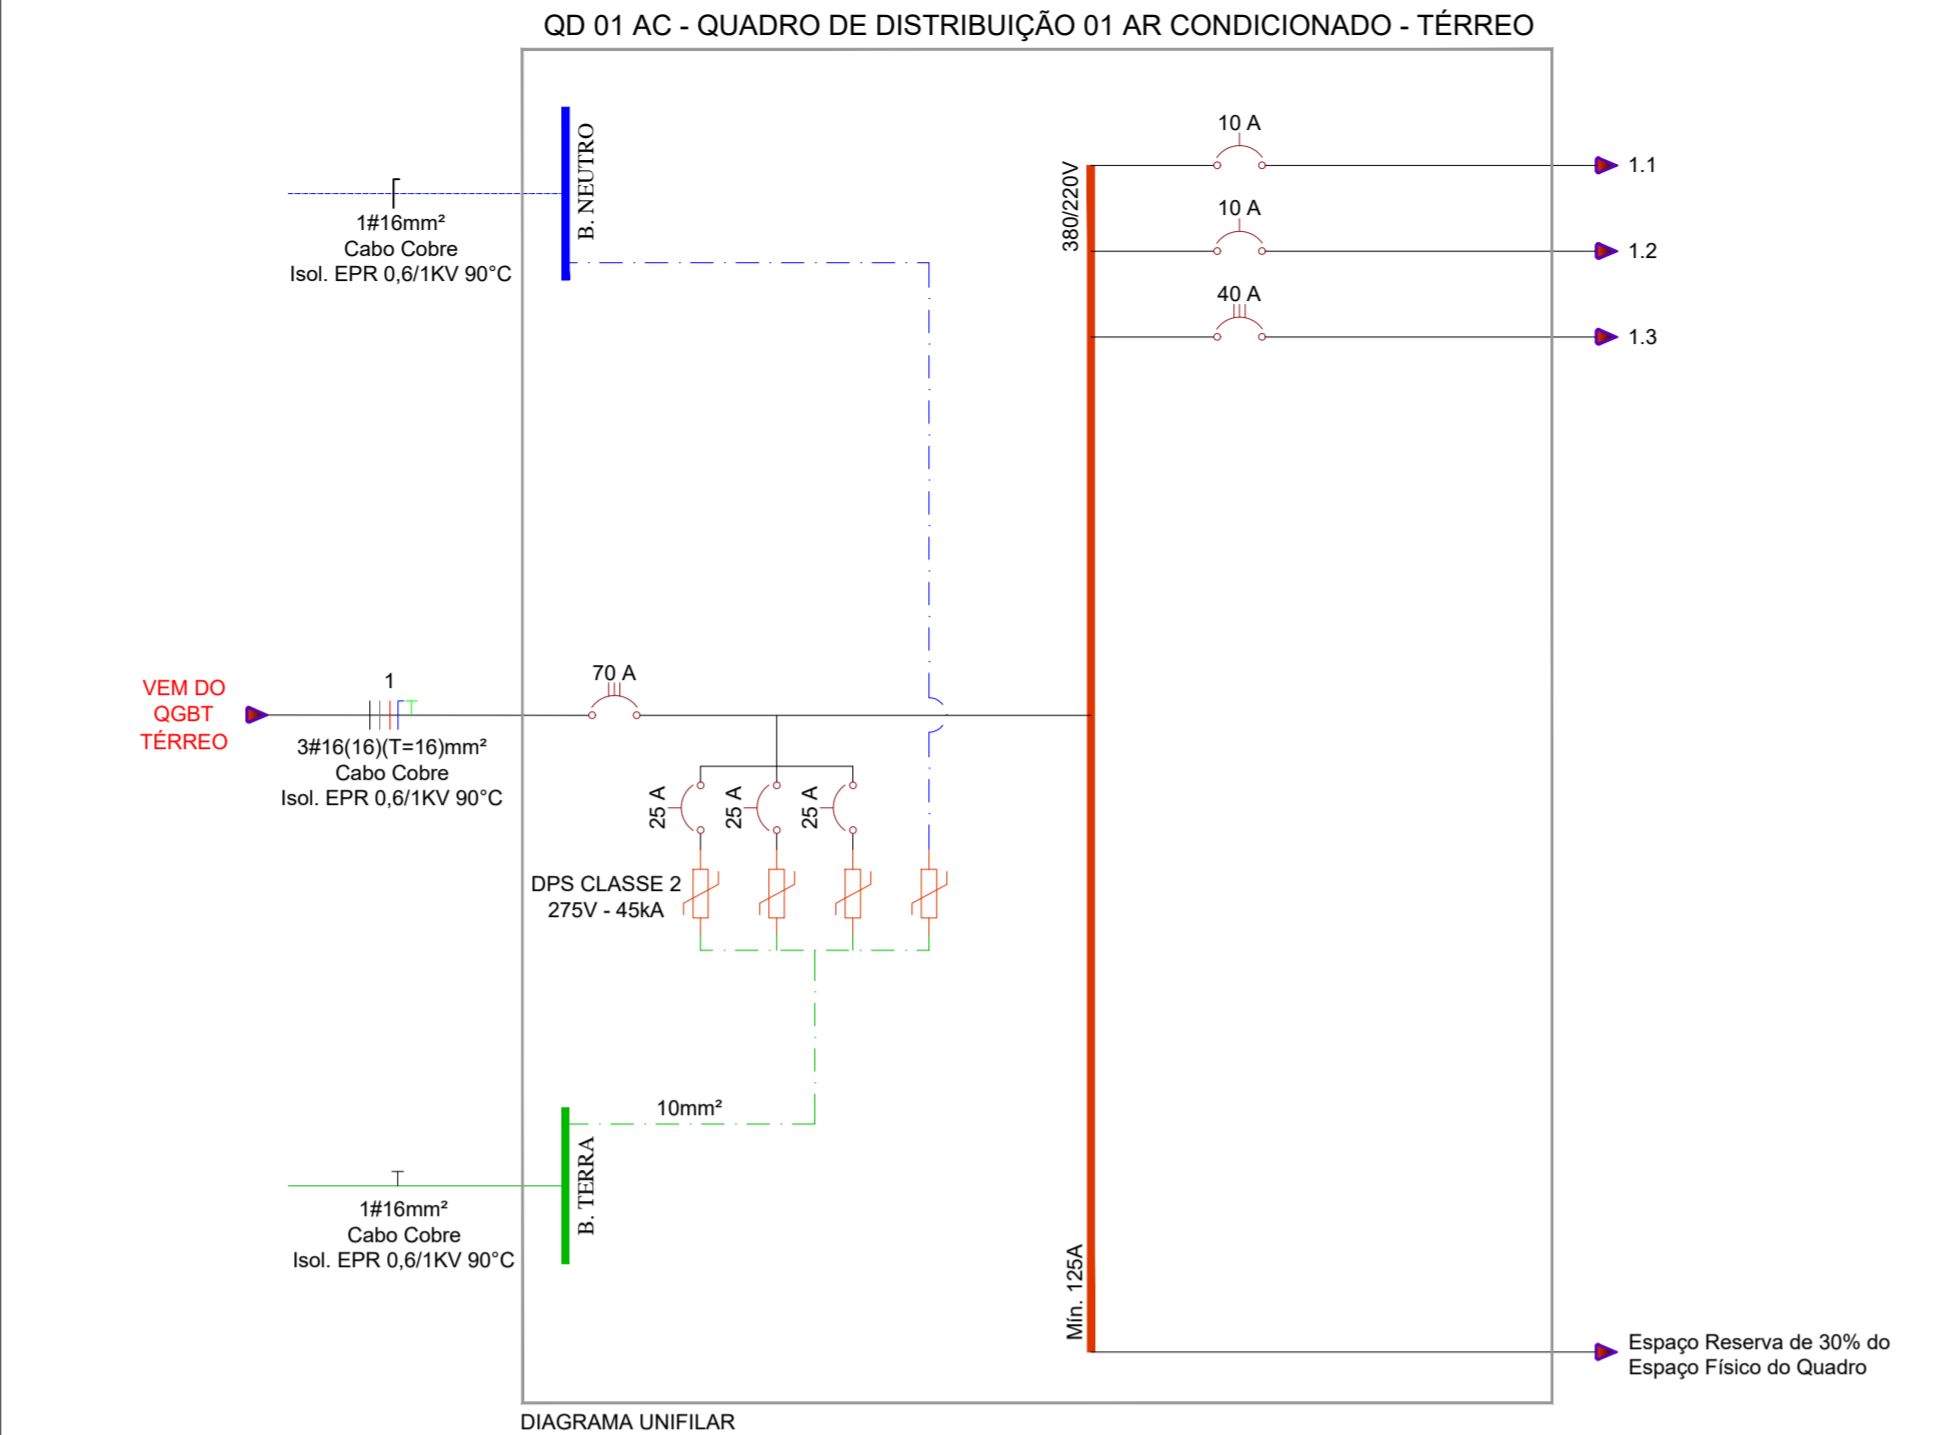 QD 01 AC - QUADRO DE DISTRIBUIÇÃO 01 AR CONDICIONADO - TÉRREO
B. NEUTRO
1#16mm²
Cabo Cobre
Isol. EPR 0,6/1KV 90°C
380/220V
10 A
1.1
10 A
1.2
40 A
1.3
VEM DO
QGBT
TÉRREO
1
3#16(16)(T=16)mm²
Cabo Cobre
Isol. EPR 0,6/1KV 90°C
70 A
25 A
25 A
25 A
DPS CLASSE 2
275V - 45kA
10mm²
B. TERRA
1#16mm²
Cabo Cobre
Isol. EPR 0,6/1KV 90°C
Mín. 125A
Espaço Reserva de 30% do
Espaço Físico do Quadro
DIAGRAMA UNIFILAR